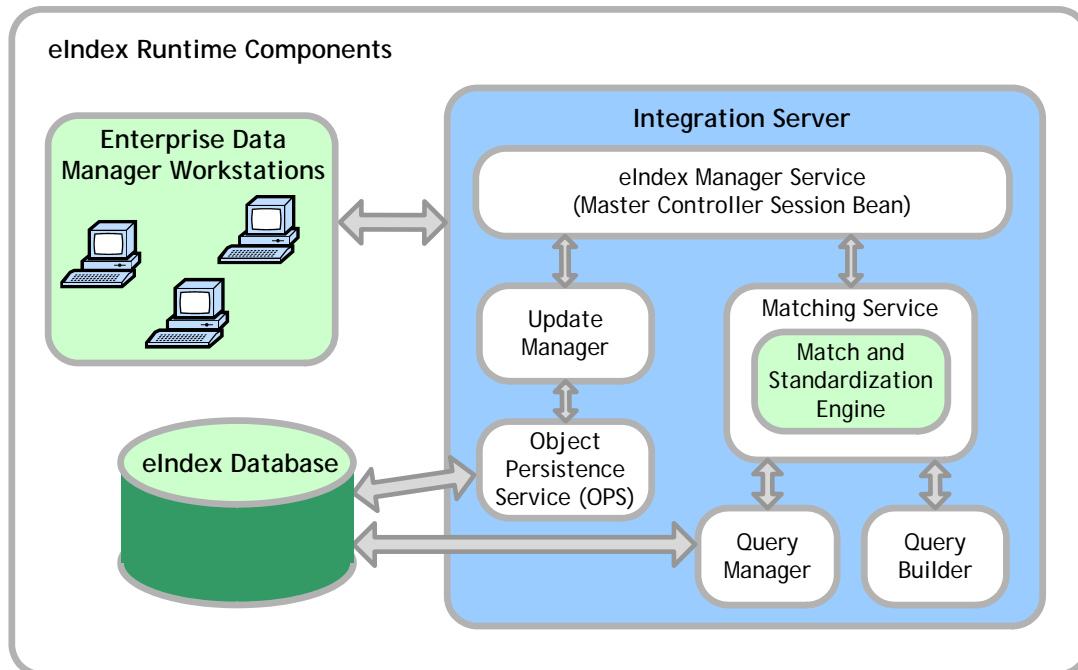 eIndex Runtime Components
Enterprise Data
Manager Workstations
Integration Server
eIndex Manager Service
(Master Controller Session Bean)
Update
Manager
Matching Service
Match and
Standardization
Engine
eIndex Database
Object
Persistence
Service (OPS)
Query
Manager
Query
Builder